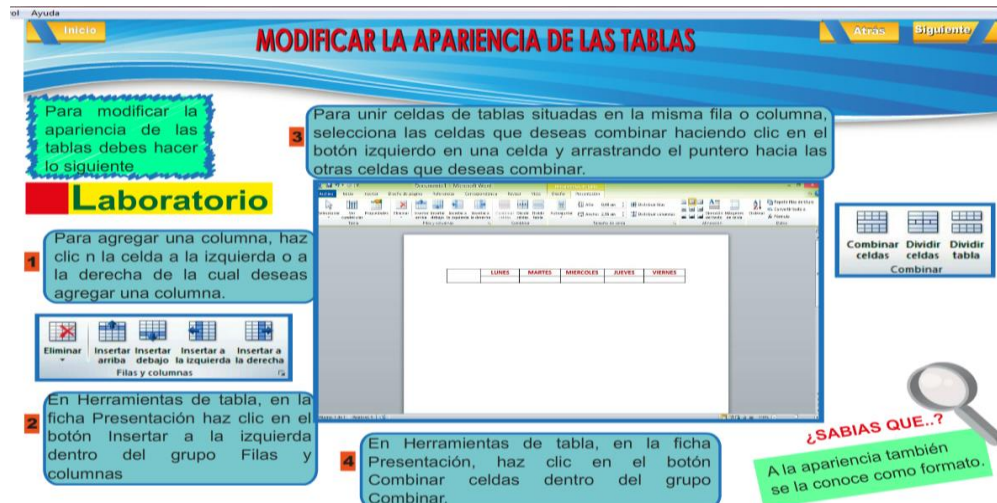 ol Ayuda
Inicio
MODIFICAR LA APARIENCIA DE LAS TABLAS
Atras
Siguiente
Para modificar la
apariencia de las
tablas debes hacer
lo siguiente
Laboratorio
1
Para agregar una columna, haz
clic n la celda a la izquierda o a
la derecha de la cual deseas
agregar una columna.
Eliminar
Insertar arriba
Insertar debajo
Insertar a la izquierda
Insertar a la derecha
Filas y columnas
2
En Herramientas de tabla, en la
ficha Presentación haz clic en el
botón Insertar a la izquierda
dentro del grupo Filas y
columnas
3
Para unir celdas de tablas situadas en la misma fila o columna,
selecciona las celdas que deseas combinar haciendo clic en el
botón izquierdo en una celda y arrastrando el puntero hacia las
otras celdas que deseas combinar.
LUNES MARTES MIERCOLES JUEVES VIERNES
4
En Herramientas de tabla, en la ficha
Presentación, haz clic en el botón
Combinar celdas dentro del grupo
Combinar.
Combinar celdas
Dividir celdas
Dividir tabla
Combinar
¿SABIAS QUE..?
A la apariencia también
se la conoce como formato.